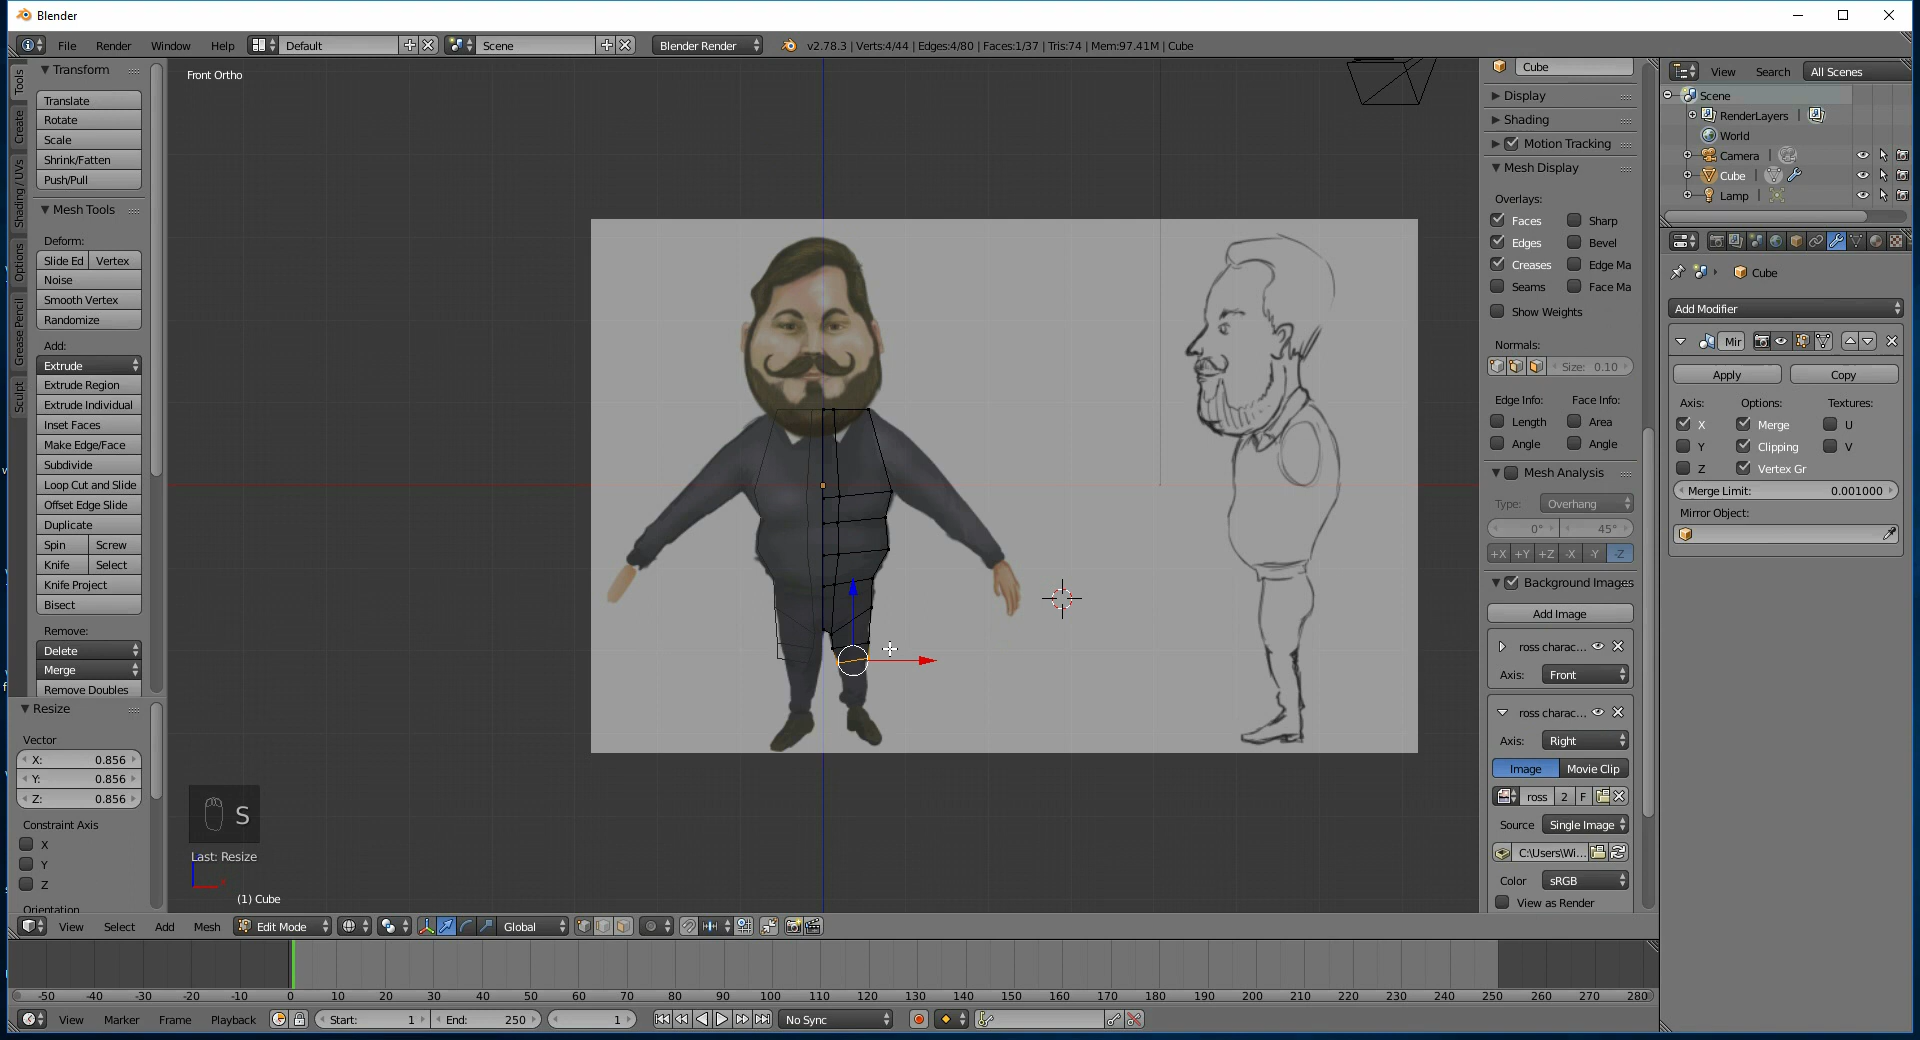 Blender
File Render Window Help Default Scene Blender Render v2.78.3 | Verts:4/44 | Edges:4/80 | Faces:1/37 | Tris:74 | Mem:97.41M | Cube
Tools
Create
Shading / UVs
Options
Grease Pencil
Sculpt
Transform
Translate
Rotate
Scale
Shrink/Fatten
Push/Pull
Mesh Tools
Deform:
Slide Ed Vertex
Noise
Smooth Vertex
Randomize
Add:
Extrude
Extrude Region
Extrude Individual
Inset Faces
Make Edge/Face
Subdivide
Loop Cut and Slide
Offset Edge Slide
Duplicate
Spin Screw
Knife Select
Knife Project
Bisect
Remove:
Delete
Merge
Remove Doubles
Resize
Vector
X: 0.856
Y: 0.856
Z: 0.856
Constraint Axis
X
Y
Z
Orientation
Front Ortho
S
Last: Resize
(1) Cube
Cube
Display
Shading
Motion Tracking
Mesh Display
Overlays:
Faces Sharp
Edges Bevel
Creases Edge Ma
Seams Face Ma
Show Weights
Normals:
Size: 0.10
Edge Info: Face Info:
Length Area
Angle Angle
Mesh Analysis
Type: Overhang
0° 45°
+X +Y +Z -X -Y -Z
Background Images
Add Image
ross charac...
Axis: Front
ross charac...
Axis: Right
Image Movie Clip
ross 2 F
Source Single Image
C:\Users\Wi...
Color sRGB
View as Render
View Search All Scenes
Scene
RenderLayers |
World
Camera |
Cube |
Lamp |
Cube
Add Modifier
Mir
Apply Copy
Axis: Options: Textures:
X Merge U
Y Clipping V
Z Vertex Gr
Merge Limit: 0.001000
Mirror Object:
View Select Add Mesh Edit Mode Global
-50 -40 -30 -20 -10 0 10 20 30 40 50 60 70 80 90 100 110 120 130 140 150 160 170 180 190 200 210 220 230 240 250 260 270 280
View Marker Frame Playback Start: 1 End: 250 1 No Sync